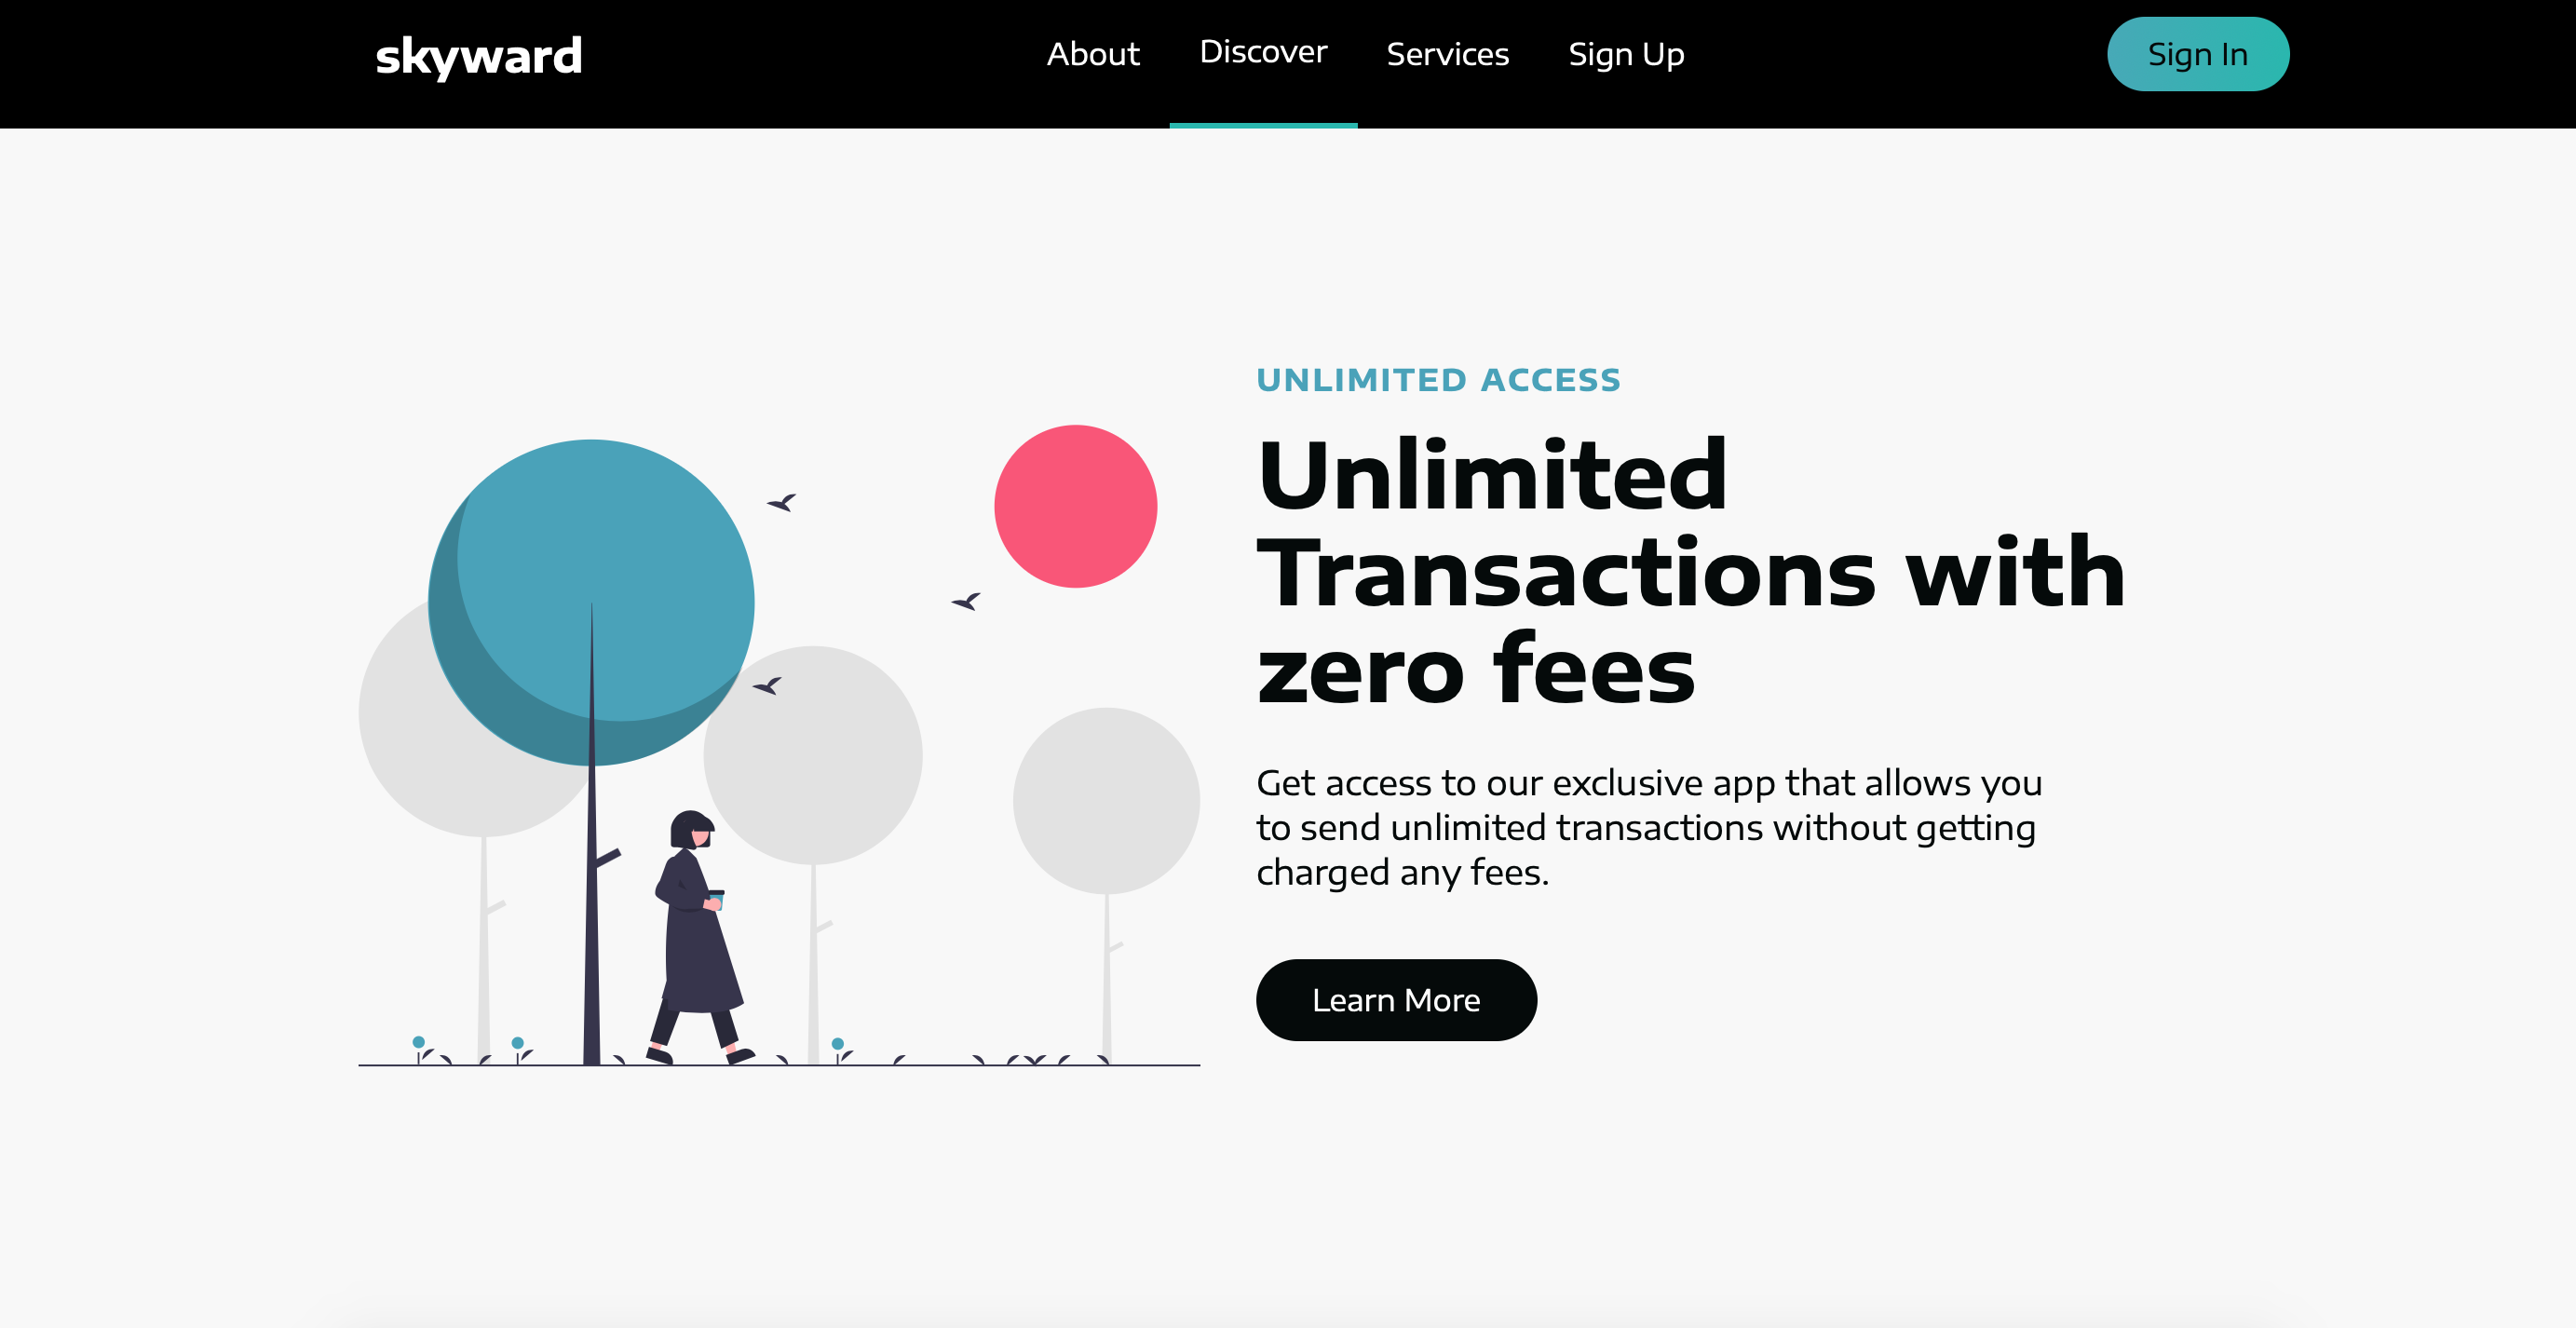 skyward
About
Discover
Services
Sign Up
Sign In
UNLIMITED ACCESS
Unlimited
Transactions with
zero fees
Get access to our exclusive app that allows you
to send unlimited transactions without getting
charged any fees.
Learn More